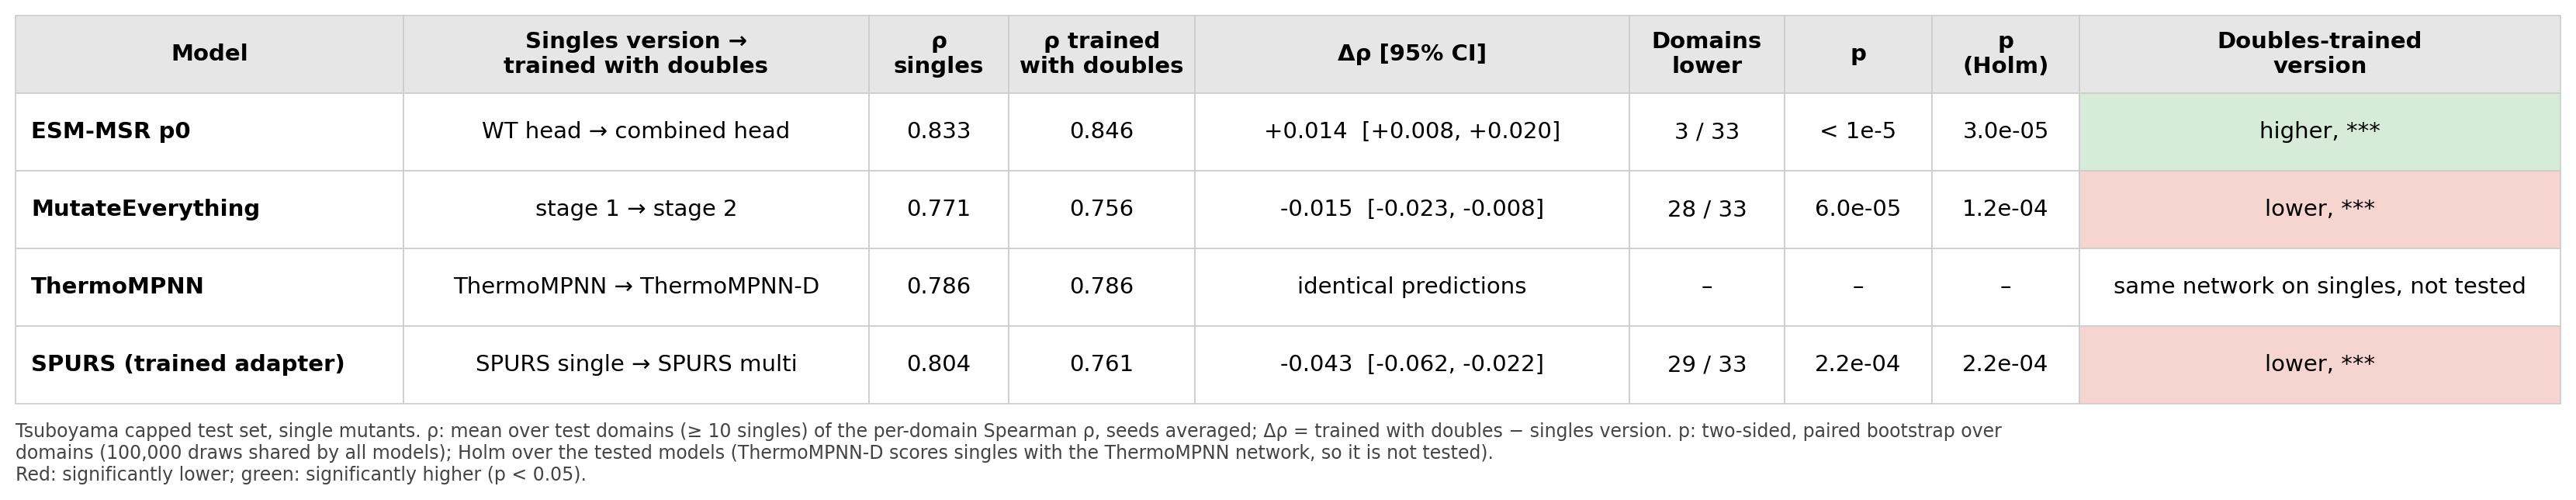 Model
Singles version →
trained with doubles
ρ
singles
ρ trained
with doubles
Δρ [95% CI]
Domains
lower
p
p
(Holm)
Doubles-trained
version
ESM-MSR p0 WT head → combined head 0.833 0.846 +0.014 [+0.008, +0.020] 3 / 33 < 1e-5 3.0e-05 higher, ***
MutateEverything stage 1 → stage 2 0.771 0.756 -0.015 [-0.023, -0.008] 28 / 33 6.0e-05 1.2e-04 lower, ***
ThermoMPNN ThermoMPNN → ThermoMPNN-D 0.786 0.786 identical predictions – – – same network on singles, not tested
SPURS (trained adapter) SPURS single → SPURS multi 0.804 0.761 -0.043 [-0.062, -0.022] 29 / 33 2.2e-04 2.2e-04 lower, ***
Tsuboyama capped test set, single mutants. ρ: mean over test domains (≥ 10 singles) of the per-domain Spearman ρ, seeds averaged; Δρ = trained with doubles − singles version. p: two-sided, paired bootstrap over
domains (100,000 draws shared by all models); Holm over the tested models (ThermoMPNN-D scores singles with the ThermoMPNN network, so it is not tested).
Red: significantly lower; green: significantly higher (p < 0.05).